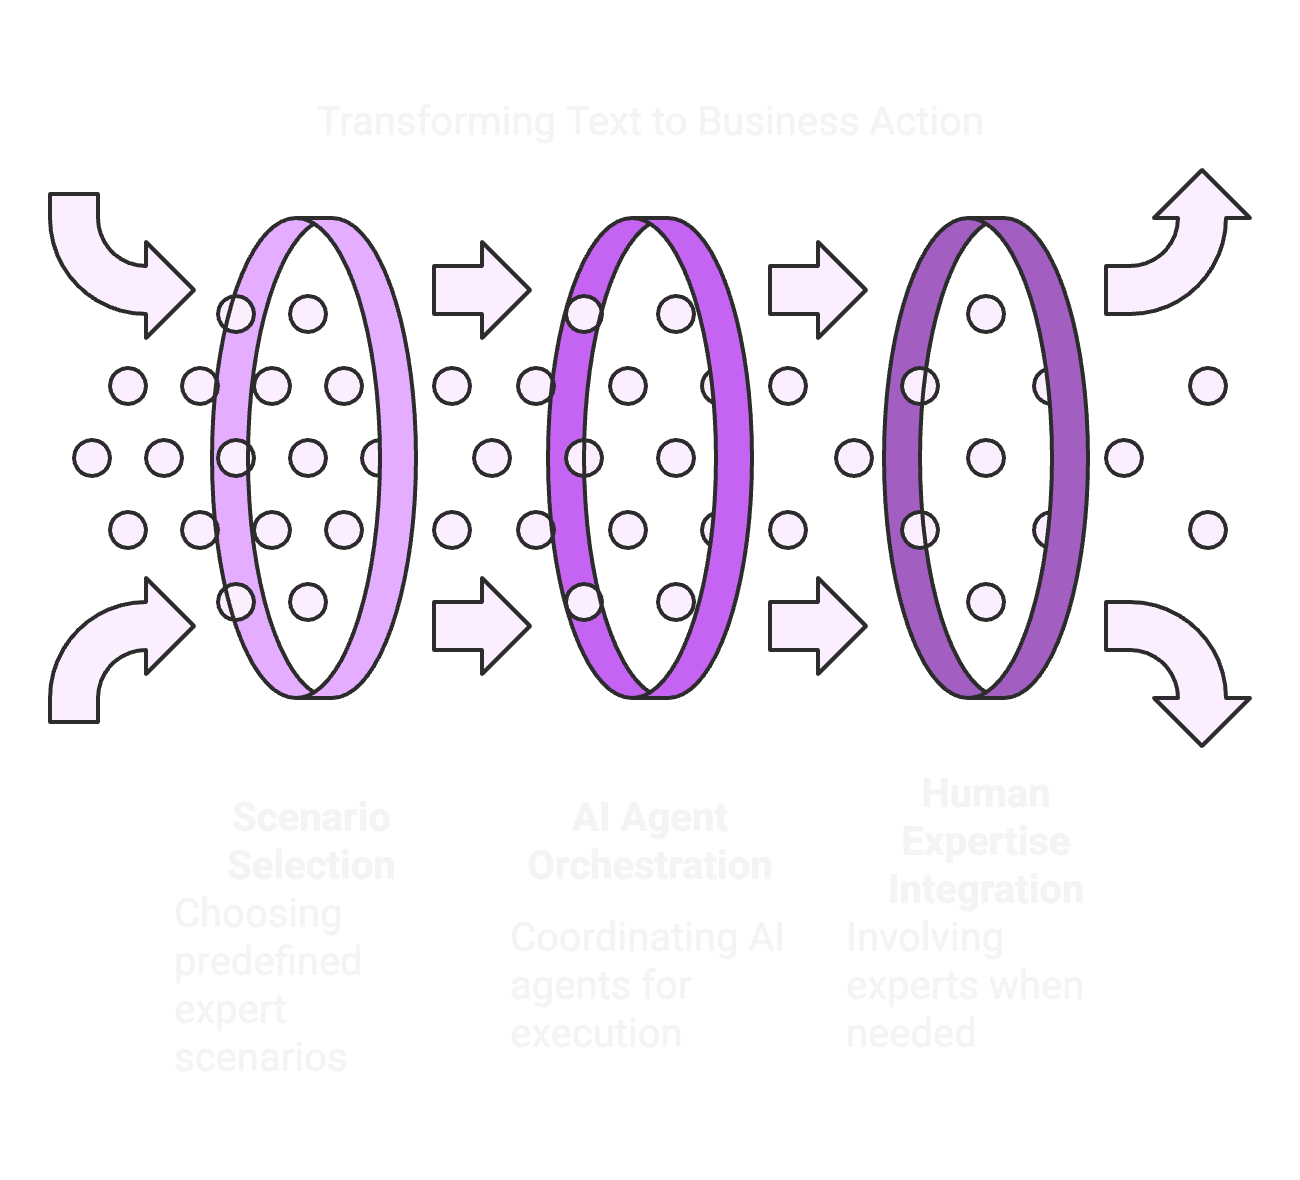 Transforming Text to Business Action
Scenario
Selection
Choosing
predefined
expert
scenarios
AI Agent
Orchestration
Coordinating AI
agents for
execution
Human
Expertise
Integration
Involving
experts when
needed